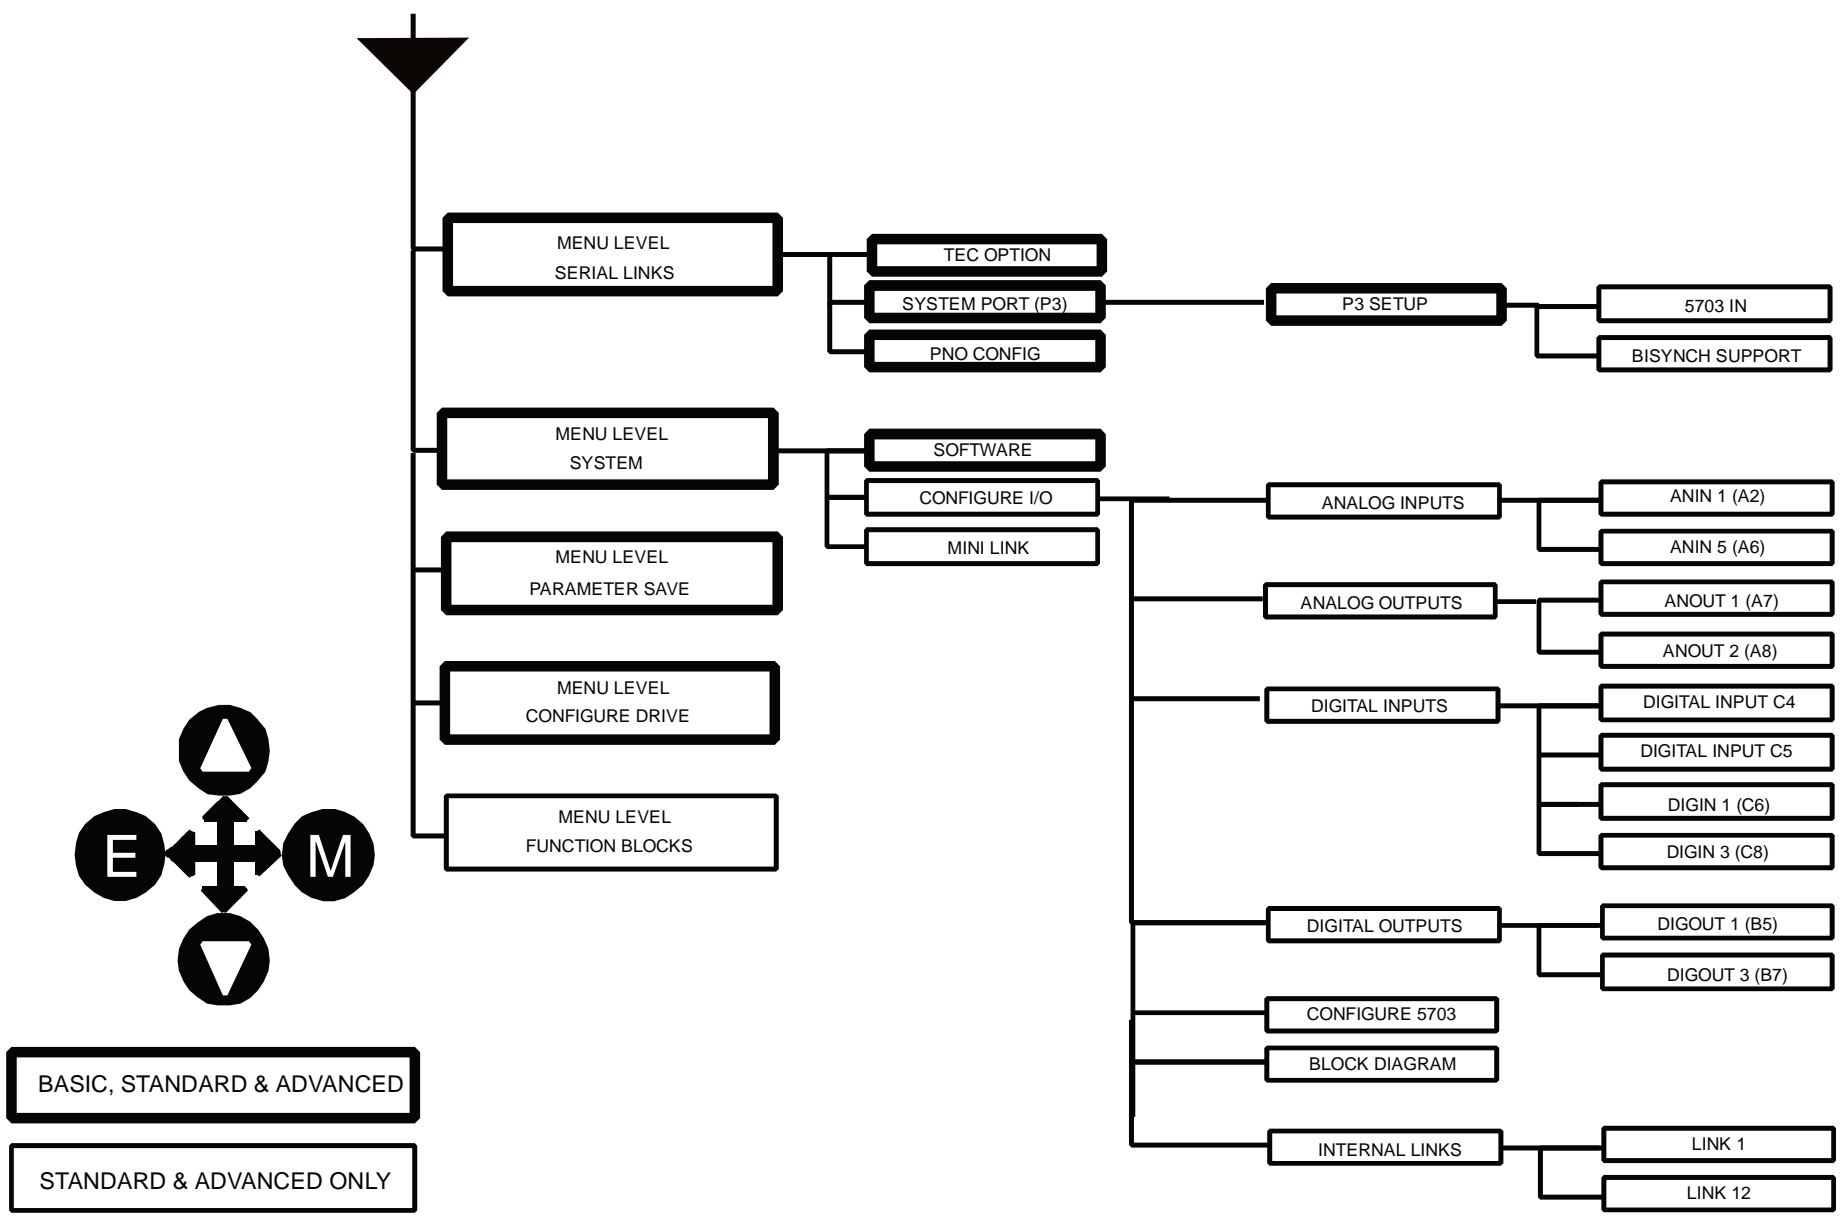 MENU LEVEL
SERIAL LINKS
TEC OPTION
SYSTEM PORT (P3)
PNO CONFIG
P3 SETUP
5703 IN
BISYNCH SUPPORT
MENU LEVEL
SYSTEM
SOFTWARE
CONFIGURE I/O
MINI LINK
ANALOG INPUTS
ANIN 1 (A2)
ANIN 5 (A6)
ANALOG OUTPUTS
ANOUT 1 (A7)
ANOUT 2 (A8)
DIGITAL INPUTS
DIGITAL INPUT C4
DIGITAL INPUT C5
DIGIN 1 (C6)
DIGIN 3 (C8)
DIGITAL OUTPUTS
DIGOUT 1 (B5)
DIGOUT 3 (B7)
CONFIGURE 5703
BLOCK DIAGRAM
INTERNAL LINKS
LINK 1
LINK 12
MENU LEVEL
PARAMETER SAVE
MENU LEVEL
CONFIGURE DRIVE
MENU LEVEL
FUNCTION BLOCKS
E
M
BASIC, STANDARD & ADVANCED
STANDARD & ADVANCED ONLY